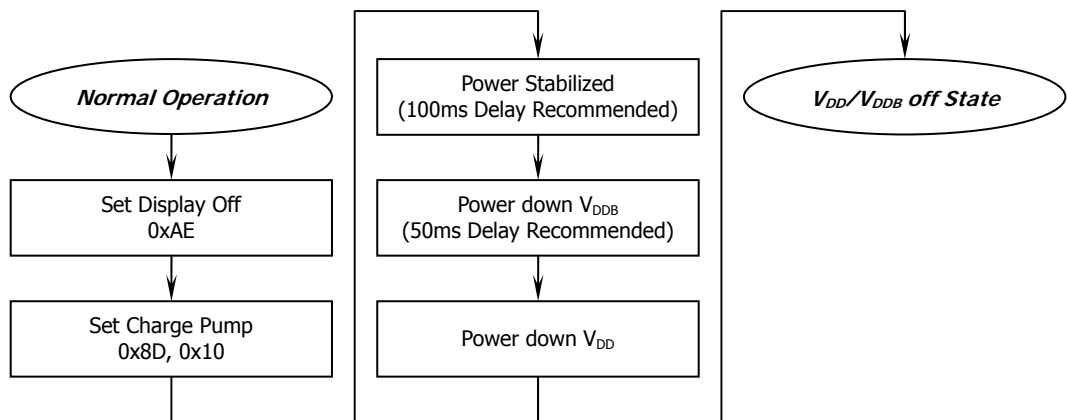 Normal Operation
Set Display Off
0xAE
Set Charge Pump
0x8D, 0x10
Power Stabilized
(100ms Delay Recommended)
Power down VDDB
(50ms Delay Recommended)
Power down VDD
VDD/VDDB off State